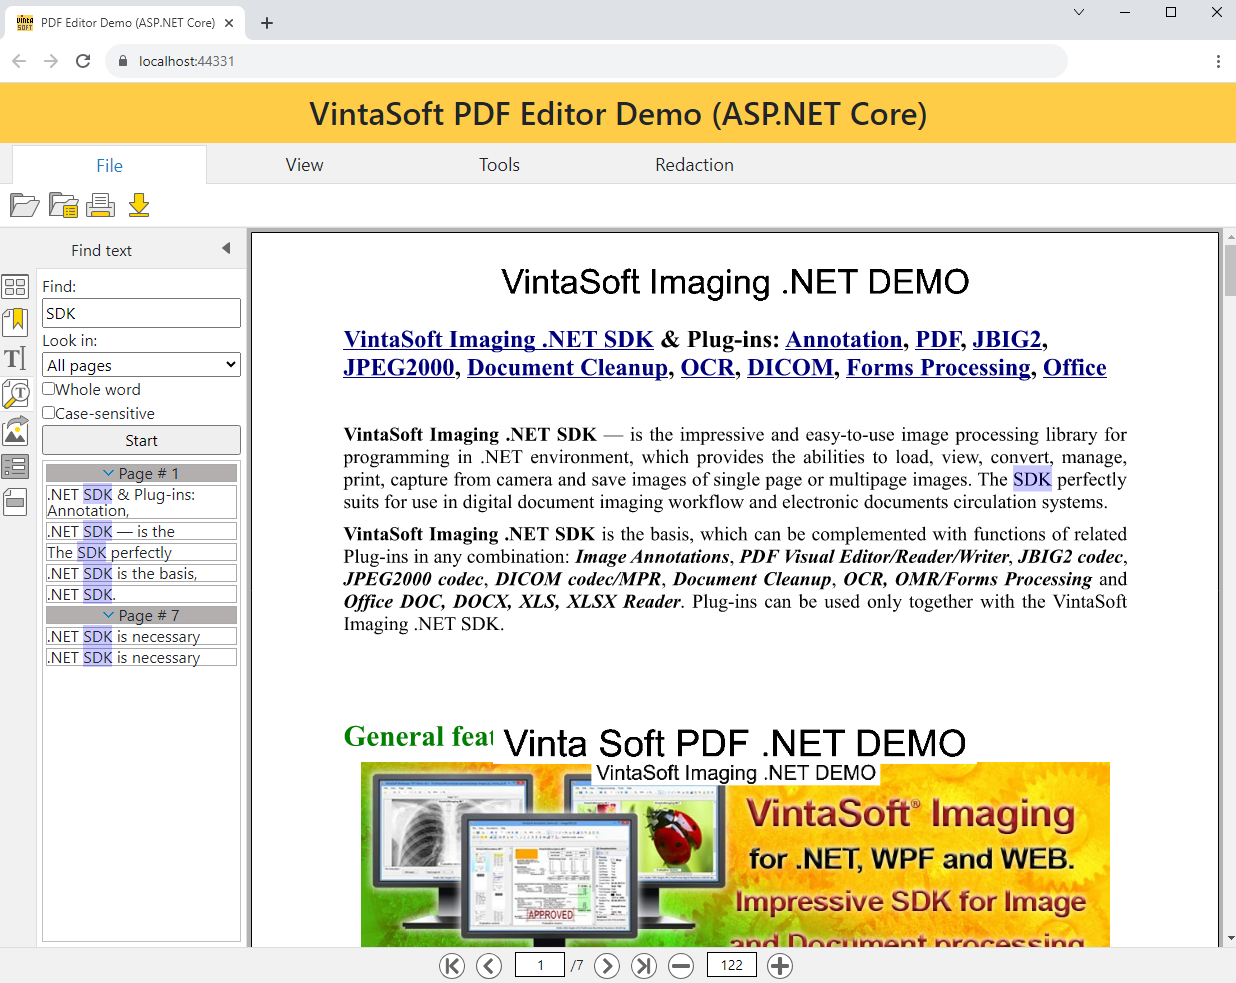 PDF Editor Demo (ASP.NET Core)
localhost:44331
VintaSoft PDF Editor Demo (ASP.NET Core)
File
View
Tools
Redaction
Find text
Find:
SDK
Look in:
All pages
Whole word
Case-sensitive
Start
Page # 1
.NET SDK & Plug-ins:
Annotation,
.NET SDK — is the
The SDK perfectly
.NET SDK is the basis,
.NET SDK.
Page # 7
.NET SDK is necessary
.NET SDK is necessary
VintaSoft Imaging .NET DEMO
VintaSoft Imaging .NET SDK & Plug-ins: Annotation, PDF, JBIG2,
JPEG2000, Document Cleanup, OCR, DICOM, Forms Processing, Office
VintaSoft Imaging .NET SDK — is the impressive and easy-to-use image processing library for
programming in .NET environment, which provides the abilities to load, view, convert, manage,
print, capture from camera and save images of single page or multipage images. The SDK perfectly
suits for use in digital document imaging workflow and electronic documents circulation systems.
VintaSoft Imaging .NET SDK is the basis, which can be complemented with functions of related
Plug-ins in any combination: Image Annotations, PDF Visual Editor/Reader/Writer, JBIG2 codec,
JPEG2000 codec, DICOM codec/MPR, Document Cleanup, OCR, OMR/Forms Processing and
Office DOC, DOCX, XLS, XLSX Reader. Plug-ins can be used only together with the VintaSoft
Imaging .NET SDK.
General feat
Vinta Soft PDF .NET DEMO
VintaSoft Imaging .NET DEMO
VintaSoft® Imaging
for .NET, WPF and WEB.
Impressive SDK for Image
and Document processing
APPROVED
1 /7
122